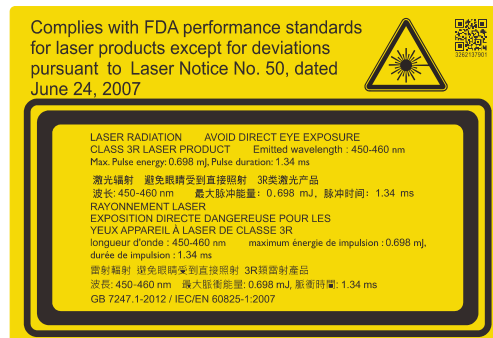 Complies with FDA performance standards
for laser products except for deviations
pursuant to Laser Notice No. 50, dated
June 24, 2007
3262137901
LASER RADIATION AVOID DIRECT EYE EXPOSURE
CLASS 3R LASER PRODUCT Emitted wavelength : 450-460 nm
Max. Pulse energy: 0.698 mJ, Pulse duration: 1.34 ms
激光辐射 避免眼睛受到直接照射 3R类激光产品
波长: 450-460 nm 最大脉冲能量: 0.698 mJ, 脉冲时间: 1.34 ms
RAYONNEMENT LASER
EXPOSITION DIRECTE DANGEREUSE POUR LES
YEUX APPAREIL À LASER DE CLASSE 3R
longueur d'onde : 450-460 nm maximum énergie de impulsion : 0.698 mJ,
durée de impulsion : 1.34 ms
雷射輻射 避免眼睛受到直接照射 3R類雷射產品
波長: 450-460 nm 最大脈衝能量: 0.698 mJ, 脈衝時間: 1.34 ms
GB 7247.1-2012 / IEC/EN 60825-1:2007